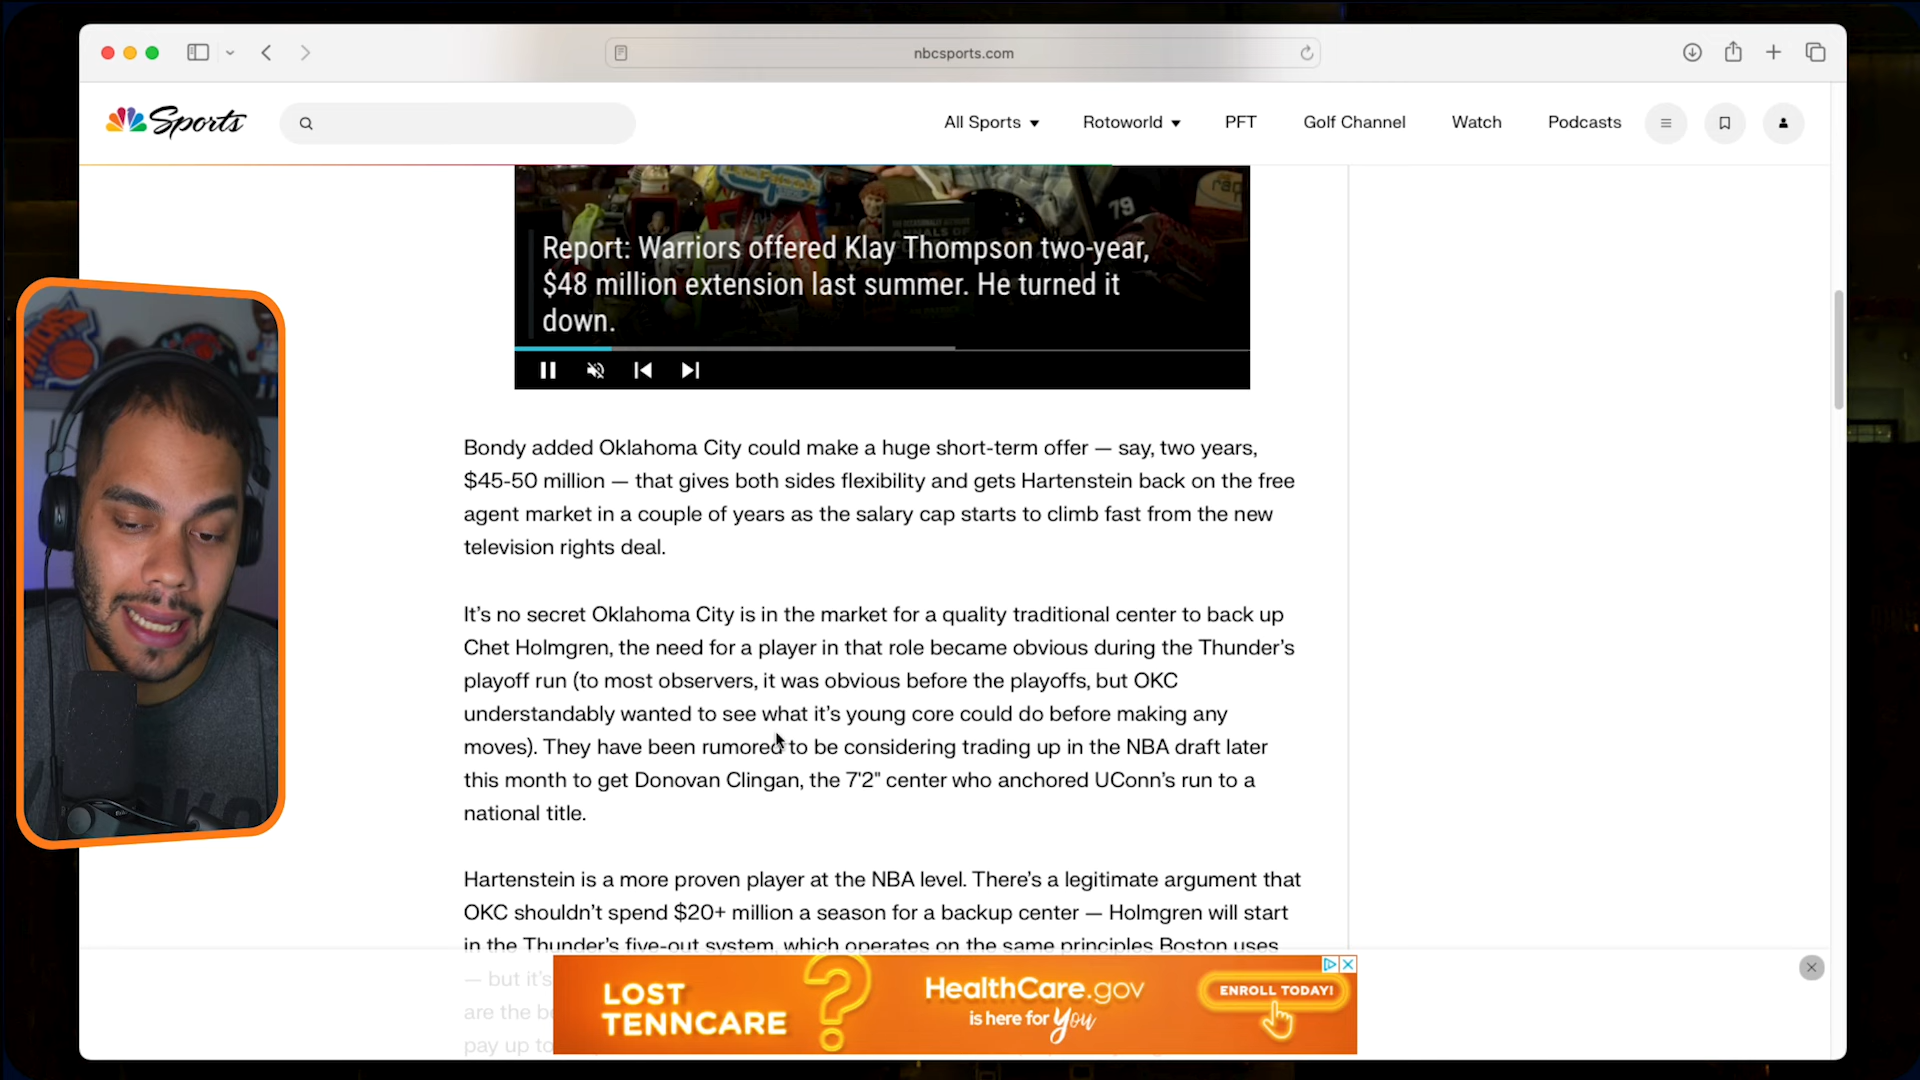 nbcsports.com
Sports
All Sports
Rotoworld
PFT
Golf Channel
Watch
Podcasts
79
Report: Warriors offered Klay Thompson two-year,
$48 million extension last summer. He turned it
down.
Bondy added Oklahoma City could make a huge short-term offer — say, two years,
$45-50 million — that gives both sides flexibility and gets Hartenstein back on the free
agent market in a couple of years as the salary cap starts to climb fast from the new
television rights deal.
It’s no secret Oklahoma City is in the market for a quality traditional center to back up
Chet Holmgren, the need for a player in that role became obvious during the Thunder’s
playoff run (to most observers, it was obvious before the playoffs, but OKC
understandably wanted to see what it’s young core could do before making any
moves). They have been rumored to be considering trading up in the NBA draft later
this month to get Donovan Clingan, the 7'2" center who anchored UConn’s run to a
national title.
Hartenstein is a more proven player at the NBA level. There’s a legitimate argument that
OKC shouldn’t spend $20+ million a season for a backup center — Holmgren will start
in the Thunder’s five-out system, which operates on the same principles Boston uses
— but it’s
are the be
pay up to
LOST
TENNCARE
?
HealthCare.gov
is here for You
ENROLL TODAY!